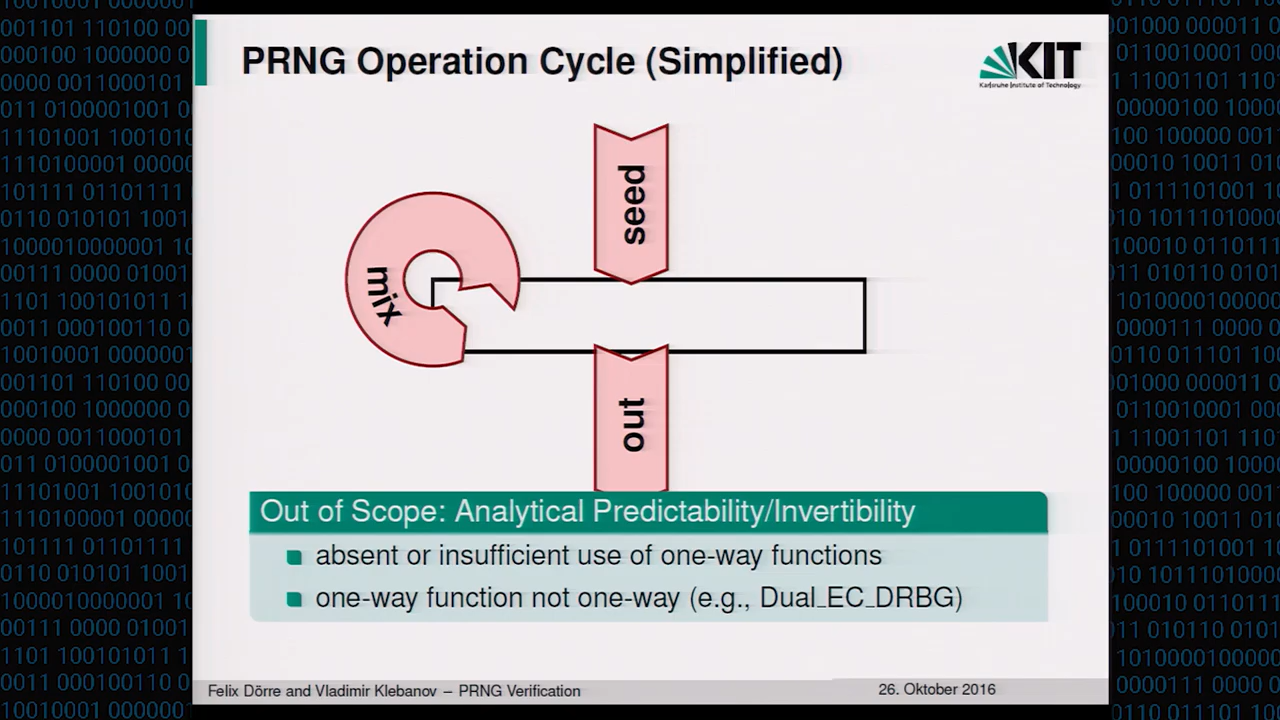 PRNG Operation Cycle (Simplified)
KIT
Karlsruhe Institute of Technology
seed
mix
out
Out of Scope: Analytical Predictability/Invertibility
absent or insufficient use of one-way functions
one-way function not one-way (e.g., Dual_EC_DRBG)
Felix Dörre and Vladimir Klebanov – PRNG Verification
26. Oktober 2016